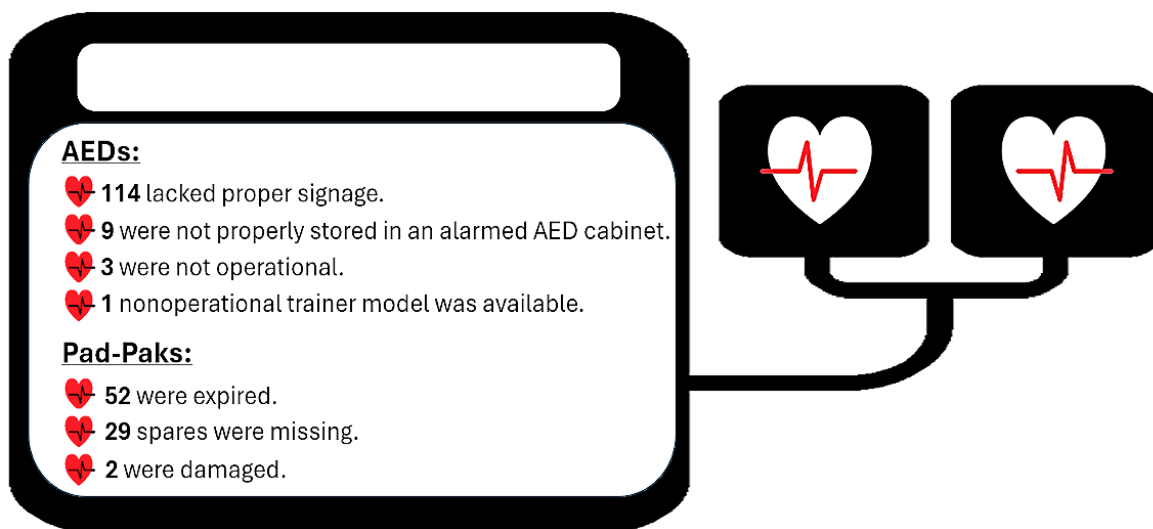 AEDs:
114 lacked proper signage.
9 were not properly stored in an alarmed AED cabinet.
3 were not operational.
1 nonoperational trainer model was available.
Pad-Paks:
52 were expired.
29 spares were missing.
2 were damaged.